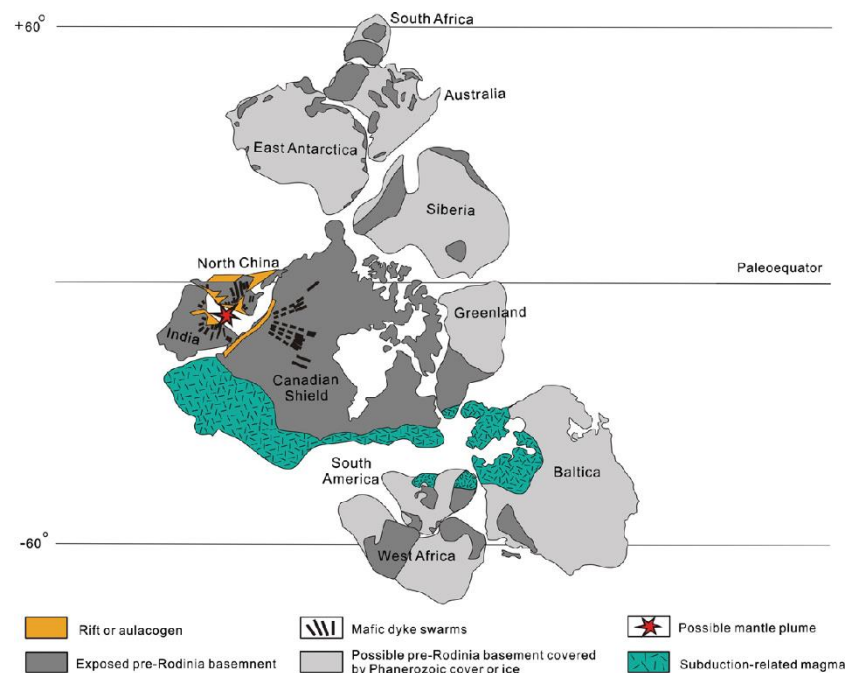 +60°
South Africa
Australia
East Antarctica
Siberia
North China
Paleoequator
India
Greenland
Canadian
Shield
South
America
Baltica
-60°
West Africa
Rift or aulacogen
Mafic dyke swarms
Possible mantle plume
Exposed pre-Rodinia basemnent
Possible pre-Rodinia basement covered
by Phanerozoic cover or ice
Subduction-related magma